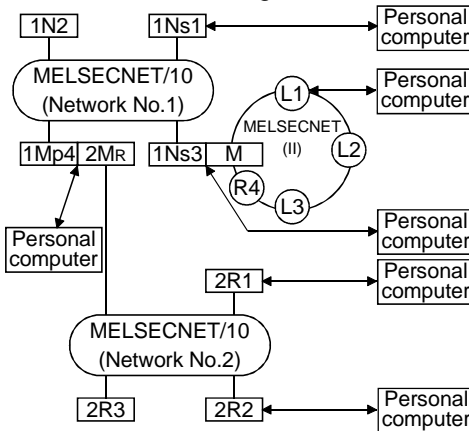 1N2
1Ns1
Personal
computer
MELSECNET/10
(Network No.1)
L1
Personal
computer
MELSECNET
(II)
L2
1Mp4
2MR
1Ns3
M
R4
L3
Personal
computer
Personal
computer
2R1
Personal
computer
MELSECNET/10
(Network No.2)
2R3
2R2
Personal
computer